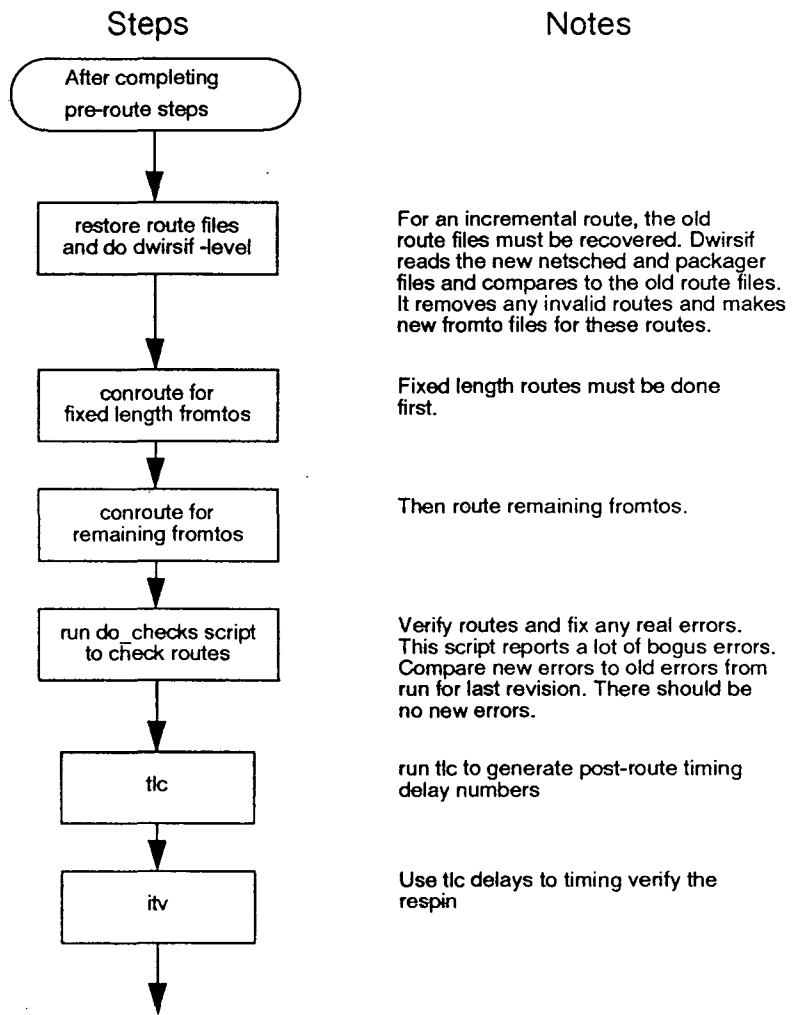 Steps
Notes
After completing
pre-route steps
restore route files
and do dwirsif -level
For an incremental route, the old
route files must be recovered. Dwirsif
reads the new netsched and packager
files and compares to the old route files.
It removes any invalid routes and makes
new fromto files for these routes.
conroute for
fixed length fromtos
Fixed length routes must be done
first.
conroute for
remaining fromtos
Then route remaining fromtos.
run do_checks script
to check routes
Verify routes and fix any real errors.
This script reports a lot of bogus errors.
Compare new errors to old errors from
run for last revision. There should be
no new errors.
tlc
run tlc to generate post-route timing
delay numbers
itv
Use tlc delays to timing verify the
respin